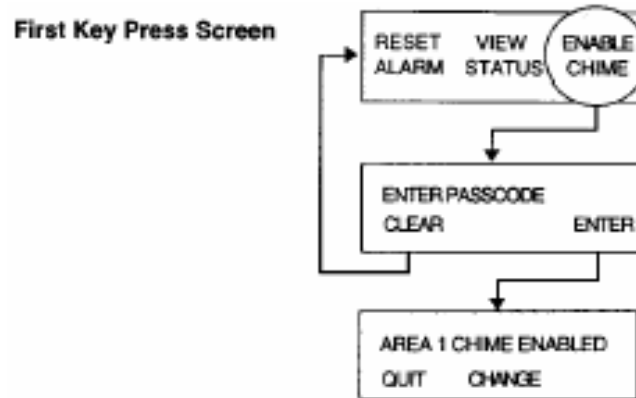 First Key Press Screen
RESET VIEW ENABLE
ALARM STATUS CHIME
ENTER PASSCODE
CLEAR ENTER
AREA 1 CHIME ENABLED
QUIT CHANGE